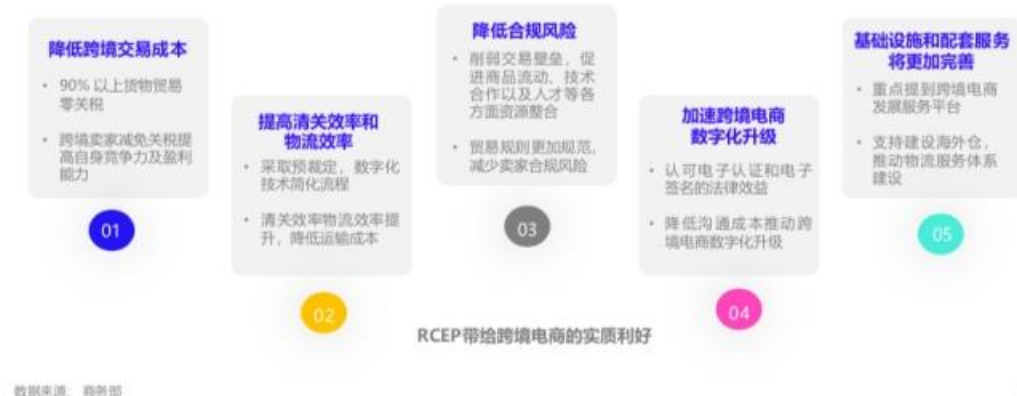 降低跨境交易成本
• 90% 以上货物贸易
零关税
• 跨境卖家减免关税提
高自身竞争力及盈利
能力
01
提高清关效率和
物流效率
• 采取预裁定，数字化
技术简化流程
• 清关效率物流效率提
升，降低运输成本
02
降低合规风险
• 削弱交易壁垒，促
进商品流动、技术
合作以及人才等各
方面资源整合
• 贸易规则更加规范，
减少卖家合规风险
03
加速跨境电商
数字化升级
• 认可电子认证和电子
签名的法律效益
• 降低沟通成本推动跨
境电商数字化升级
04
基础设施和配套服务
将更加完善
• 重点提到跨境电商
发展服务平台
• 支持建设海外仓，
推动物流服务体系
建设
05
RCEP带给跨境电商的实质利好
数据来源： 商务部